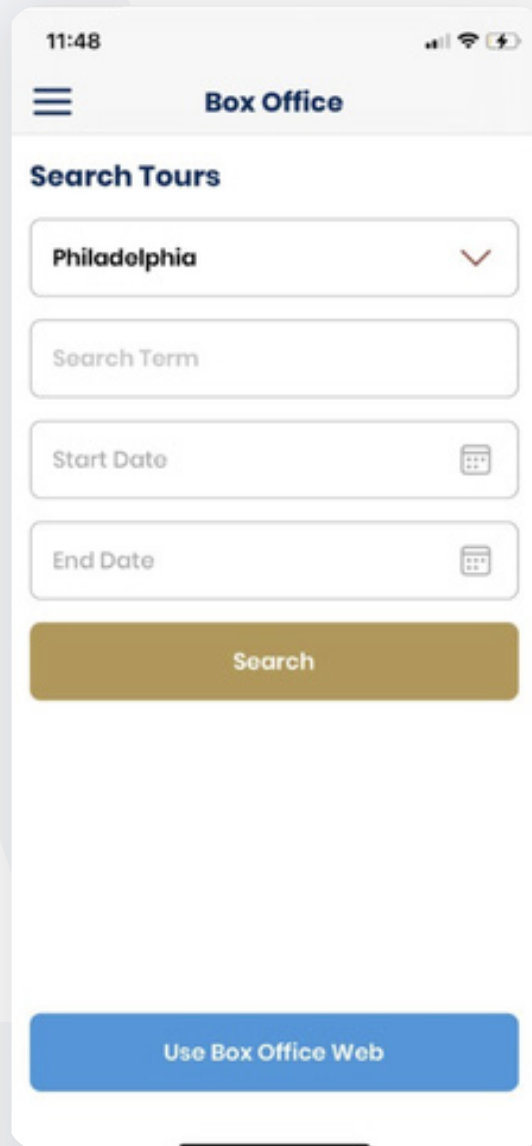 11:48
Box Office
Search Tours
Philadelphia
Search Term
Start Date
End Date
Search
Use Box Office Web